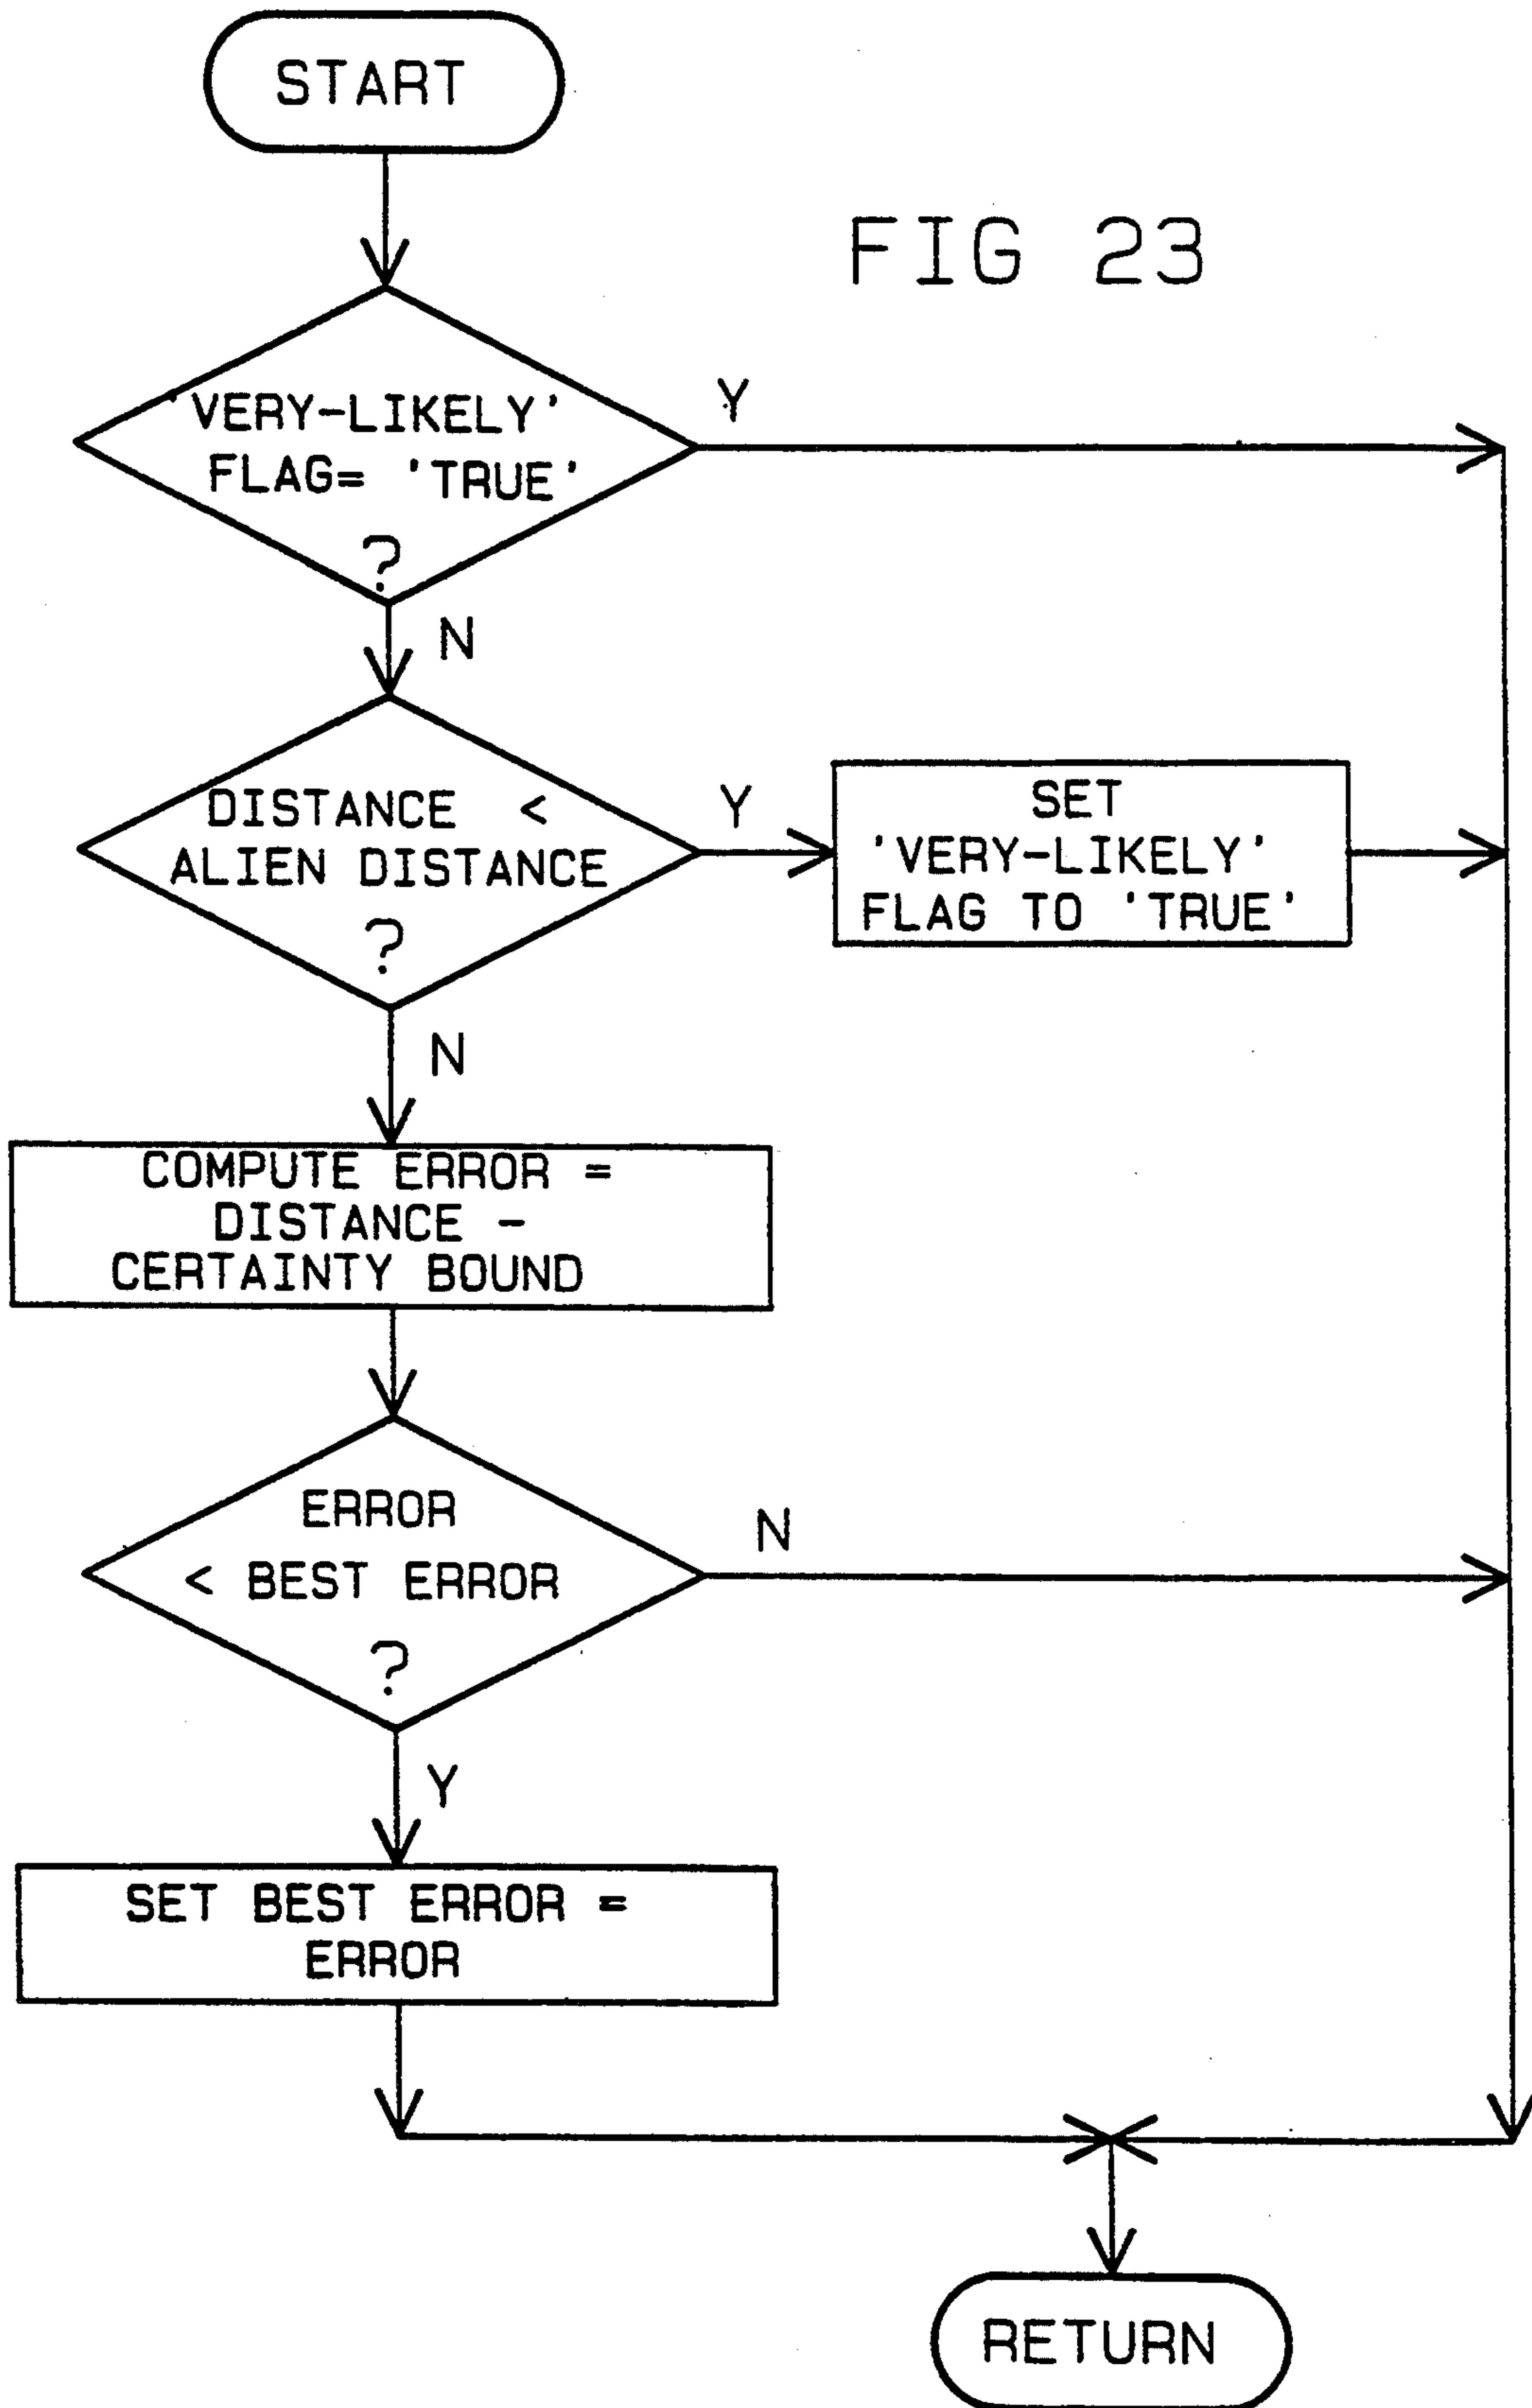 START
FIG 23
'VERY-LIKELY'
FLAG= 'TRUE'
?
Y
N
DISTANCE <
ALIEN DISTANCE
?
Y
SET
'VERY-LIKELY'
FLAG TO 'TRUE'
N
COMPUTE ERROR =
DISTANCE -
CERTAINTY BOUND
ERROR
< BEST ERROR
?
N
Y
SET BEST ERROR =
ERROR
RETURN